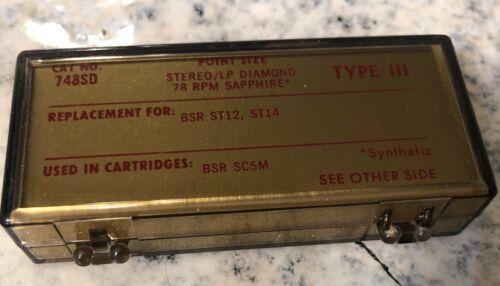 CAT NO. POINT SIZE
748SD STEREO/LP DIAMOND TYPE III
78 RPM SAPPHIRE*
REPLACEMENT FOR: BSR ST12, ST14
*Synthetic
USED IN CARTRIDGES: BSR SC5M
SEE OTHER SIDE